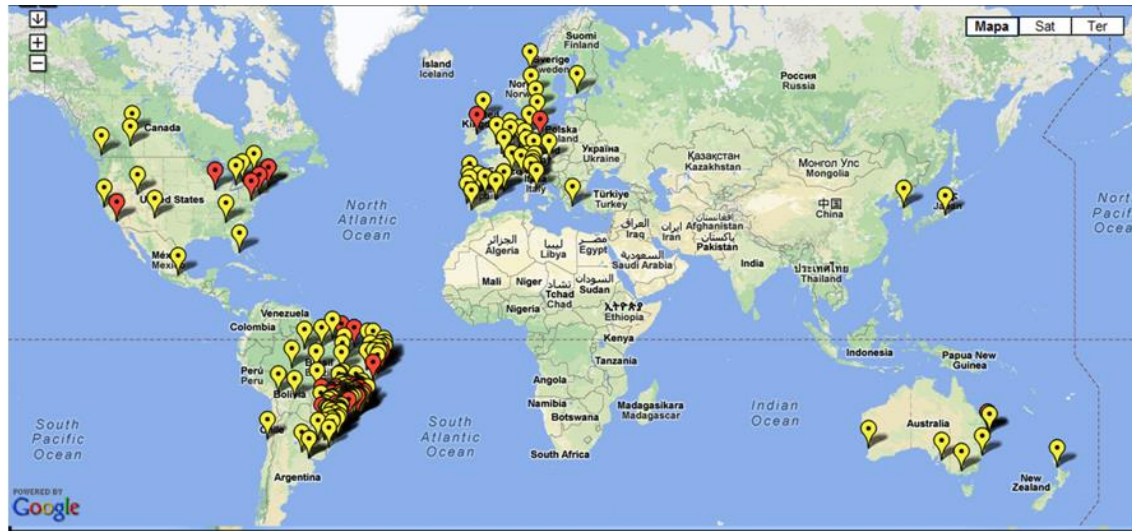 Mapa Sat Ter
Ísland
Iceland
Suomi
Finland
Sverige
Sweden
Россия
Russia
Canada
Polska
Україна
Ukraine
Қазақстан
Kazakhstan
Монгол Улс
Mongolia
Italy
Türkiye
Turkey
United States
North
Atlantic
Ocean
México
العراق
Iraq
ایران
Iran
افغانستان
Afghanistan
پاکستان
Pakistan
中国
China
Japan
North
Pacific
Ocean
الجزائر
Algeria
ليبيا
Libya
مصر
Egypt
السعودية
Saudi Arabia
India
ประเทศไทย
Thailand
Mali
Niger
تشاد
Tchad
Chad
السودان
Sudan
Nigeria
ኢትዮጵያ
Ethiopia
Venezuela
Colombia
Kenya
Tanzania
Indonesia
Papua New
Guinea
Perú
Peru
Brasil
Bolivia
Angola
Namibia
Botswana
Madagasikara
Madagascar
Indian
Ocean
Australia
South
Pacific
Ocean
Chile
South
Atlantic
Ocean
South Africa
Argentina
New
Zealand
POWERED BY
Google